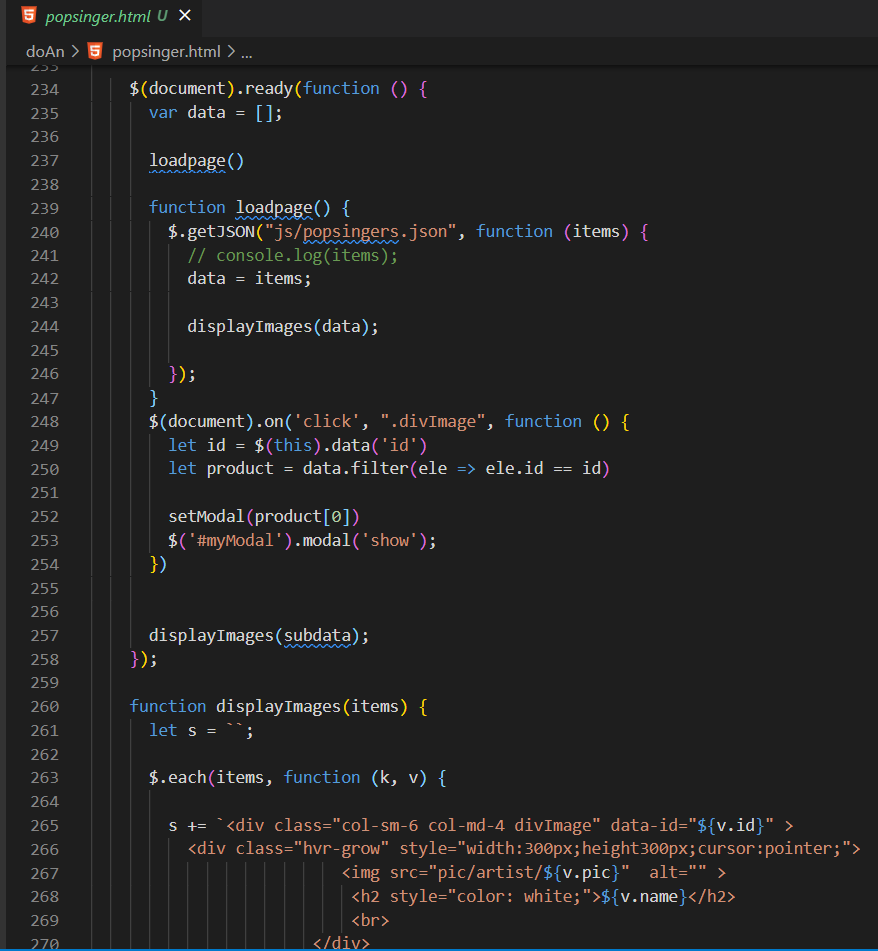 popsinger.html U ×
doAn > popsinger.html > ...
233
234 $(document).ready(function () {
235 var data = [];
236
237 loadpage()
238
239 function loadpage() {
240 $.getJSON("js/popsingers.json", function (items) {
241 // console.log(items);
242 data = items;
243
244 displayImages(data);
245
246 });
247 }
248 $(document).on('click', ".divImage", function () {
249 let id = $(this).data('id')
250 let product = data.filter(ele => ele.id == id)
251
252 setModal(product[0])
253 $('#myModal').modal('show');
254 })
255
256
257 displayImages(subdata);
258 });
259
260 function displayImages(items) {
261 let s = ``;
262
263 $.each(items, function (k, v) {
264
265 s += `<div class="col-sm-6 col-md-4 divImage" data-id="${v.id}" >
266 <div class="hvr-grow" style="width:300px;height300px;cursor:pointer;">
267 <img src="pic/artist/${v.pic}"  alt="" >
268 <h2 style="color: white;">${v.name}</h2>
269 <br>
270 </div>